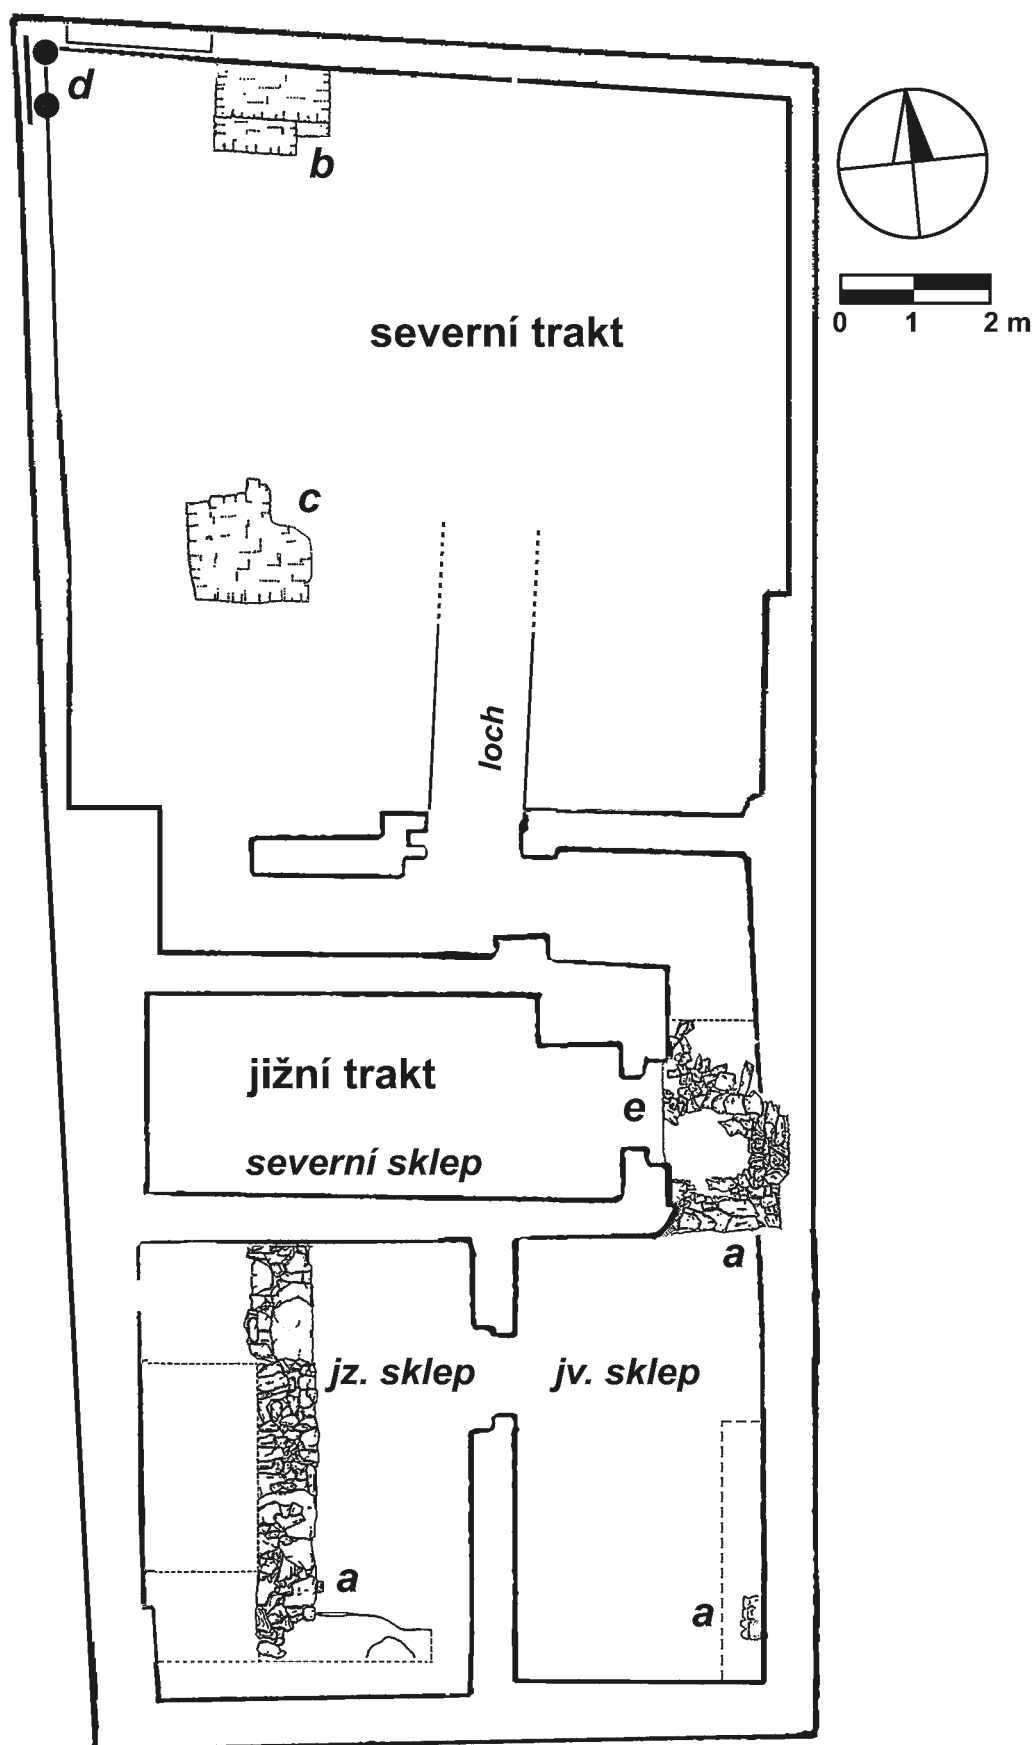 d
b
severní trakt
0 1 2 m
c
loch
jižní trakt
e
severní sklep
a
jz. sklep
jv. sklep
a
a